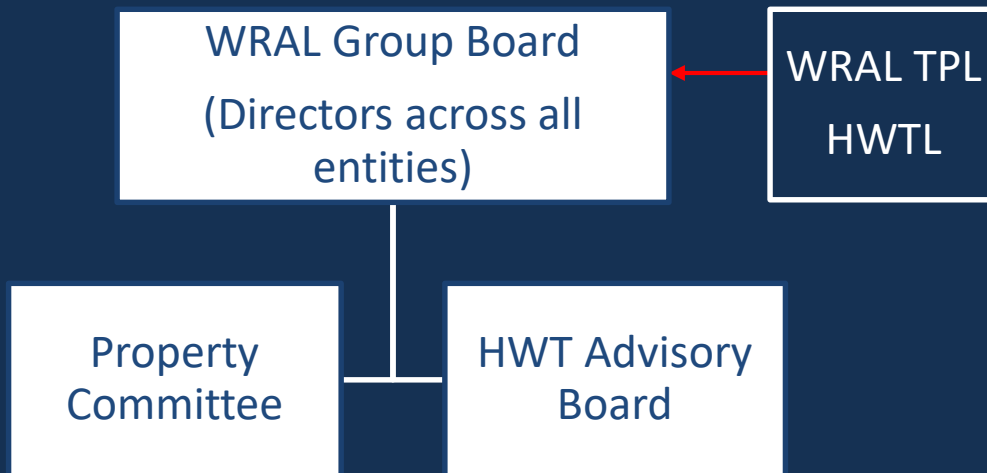 WRAL Group Board
(Directors across all
entities)
WRAL TPL
HWTL
Property
Committee
HWT Advisory
Board